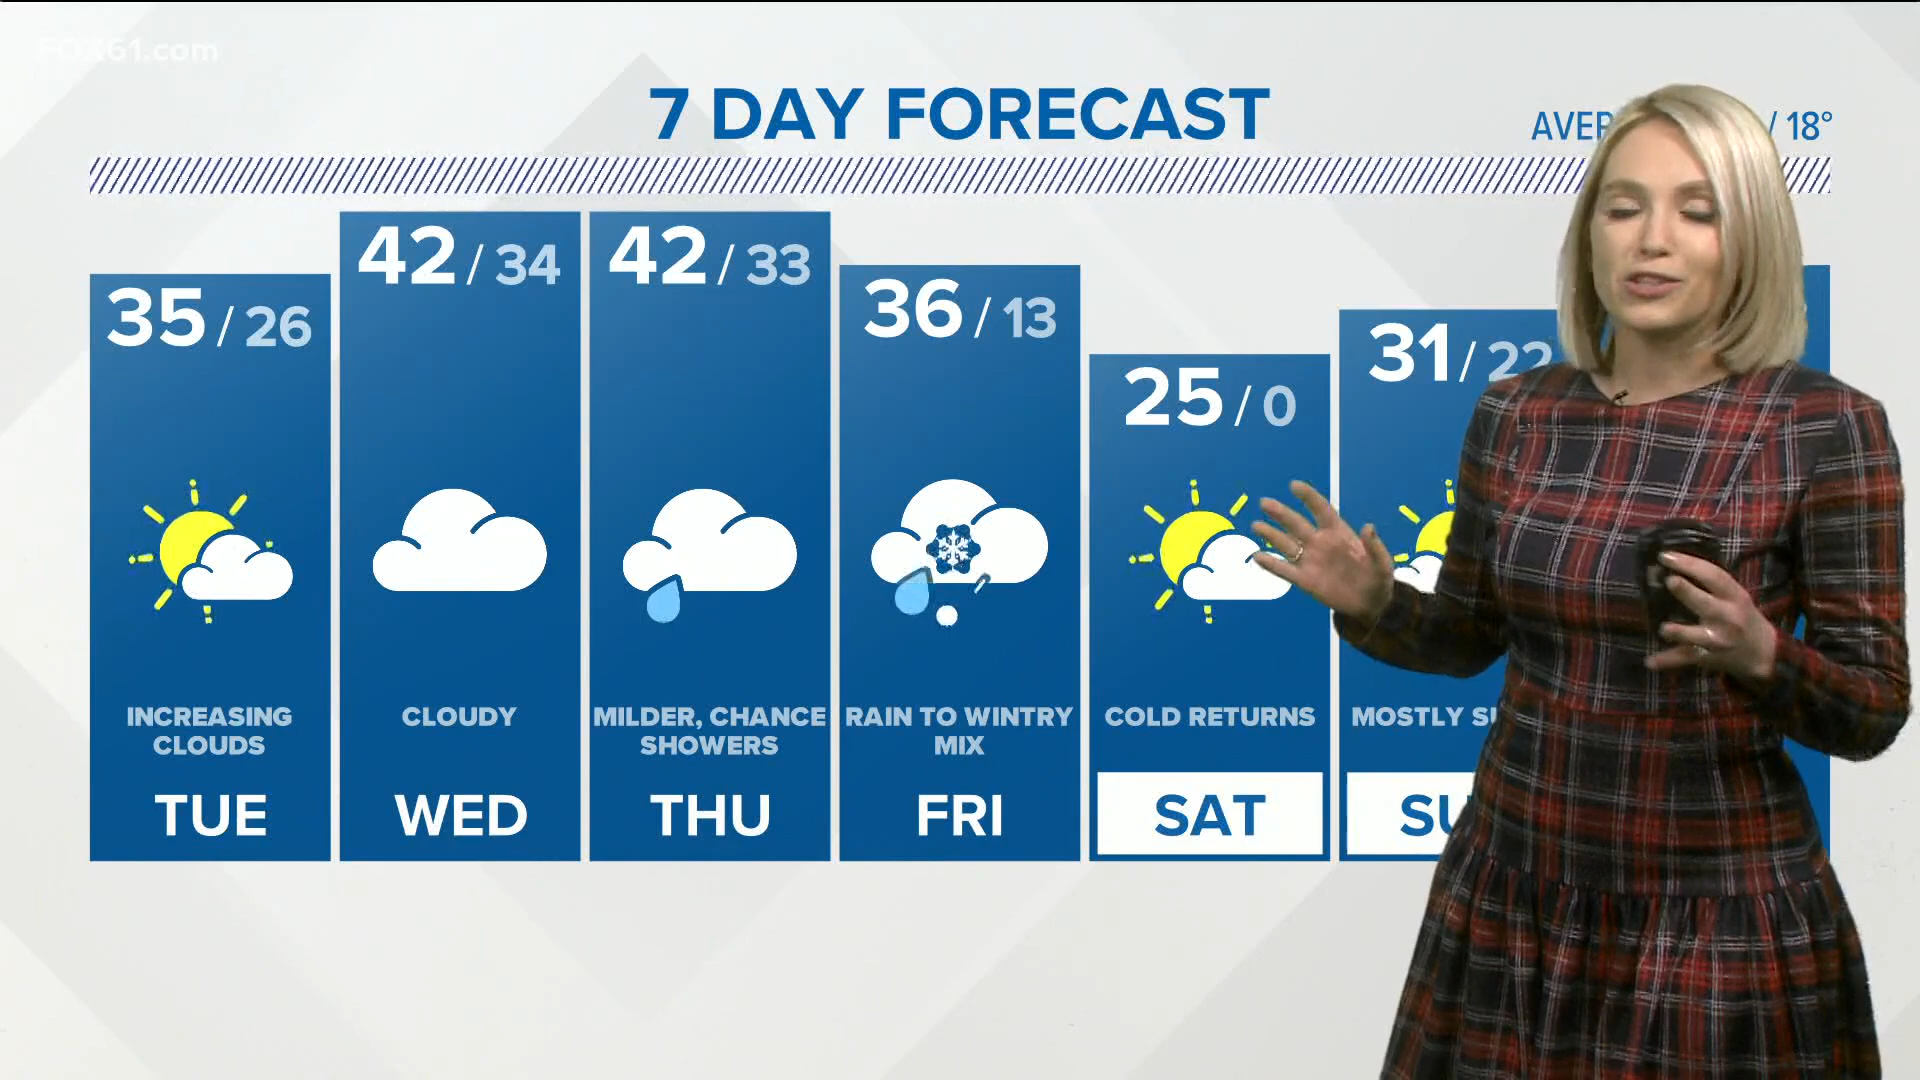 FOX61.com
7 DAY FORECAST
/ 18°
35 / 26
INCREASING
CLOUDS
TUE
42 / 34
CLOUDY
WED
42 / 33
MILDER, CHANCE
SHOWERS
THU
36 / 13
RAIN TO WINTRY
MIX
FRI
25 / 0
COLD RETURNS
SAT
31 / 22
MOSTLY